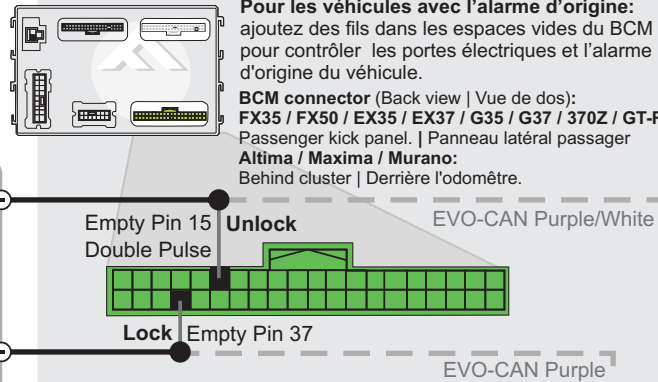 Pour les véhicules avec l'alarme d'origine:
ajoutez des fils dans les espaces vides du BCM
pour contrôler les portes électriques et l'alarme
d'origine du véhicule.
BCM connector (Back view | Vue de dos):
FX35 / FX50 / EX35 / EX37 / G35 / G37 / 370Z / GT-R
Passenger kick panel. | Panneau latéral passager
Altima / Maxima / Murano:
Behind cluster | Derrière l'odomêtre.
Empty Pin 15 Unlock
Double Pulse
EVO-CAN Purple/White
Lock Empty Pin 37
EVO-CAN Purple